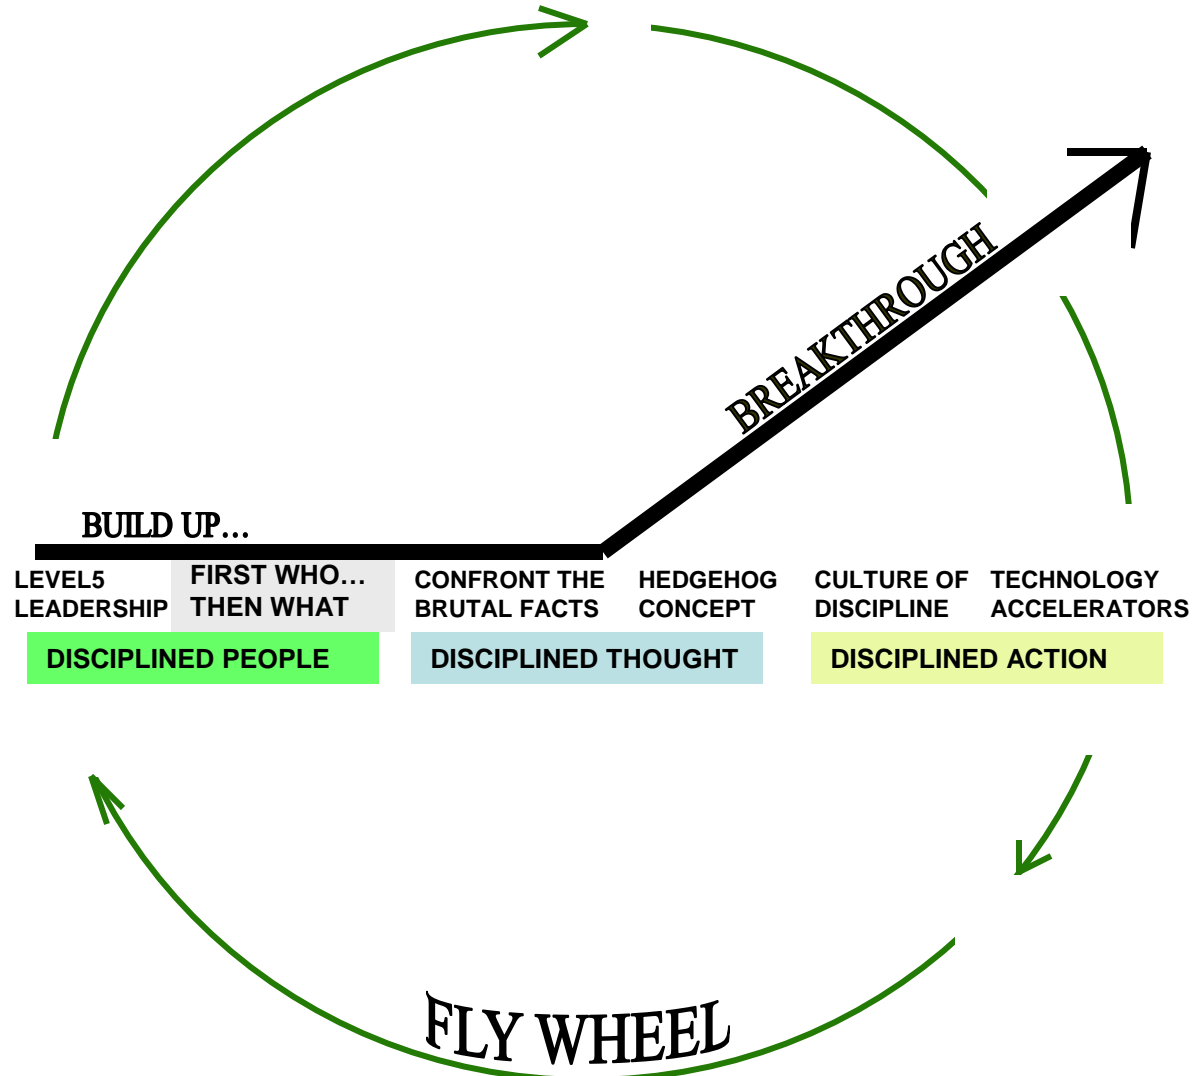 BREAKTHROUGH
BUILD UP…
LEVEL5
LEADERSHIP
FIRST WHO…
THEN WHAT
CONFRONT THE
BRUTAL FACTS
HEDGEHOG
CONCEPT
CULTURE OF
DISCIPLINE
TECHNOLOGY
ACCELERATORS
DISCIPLINED PEOPLE
DISCIPLINED THOUGHT
DISCIPLINED ACTION
FLY WHEEL